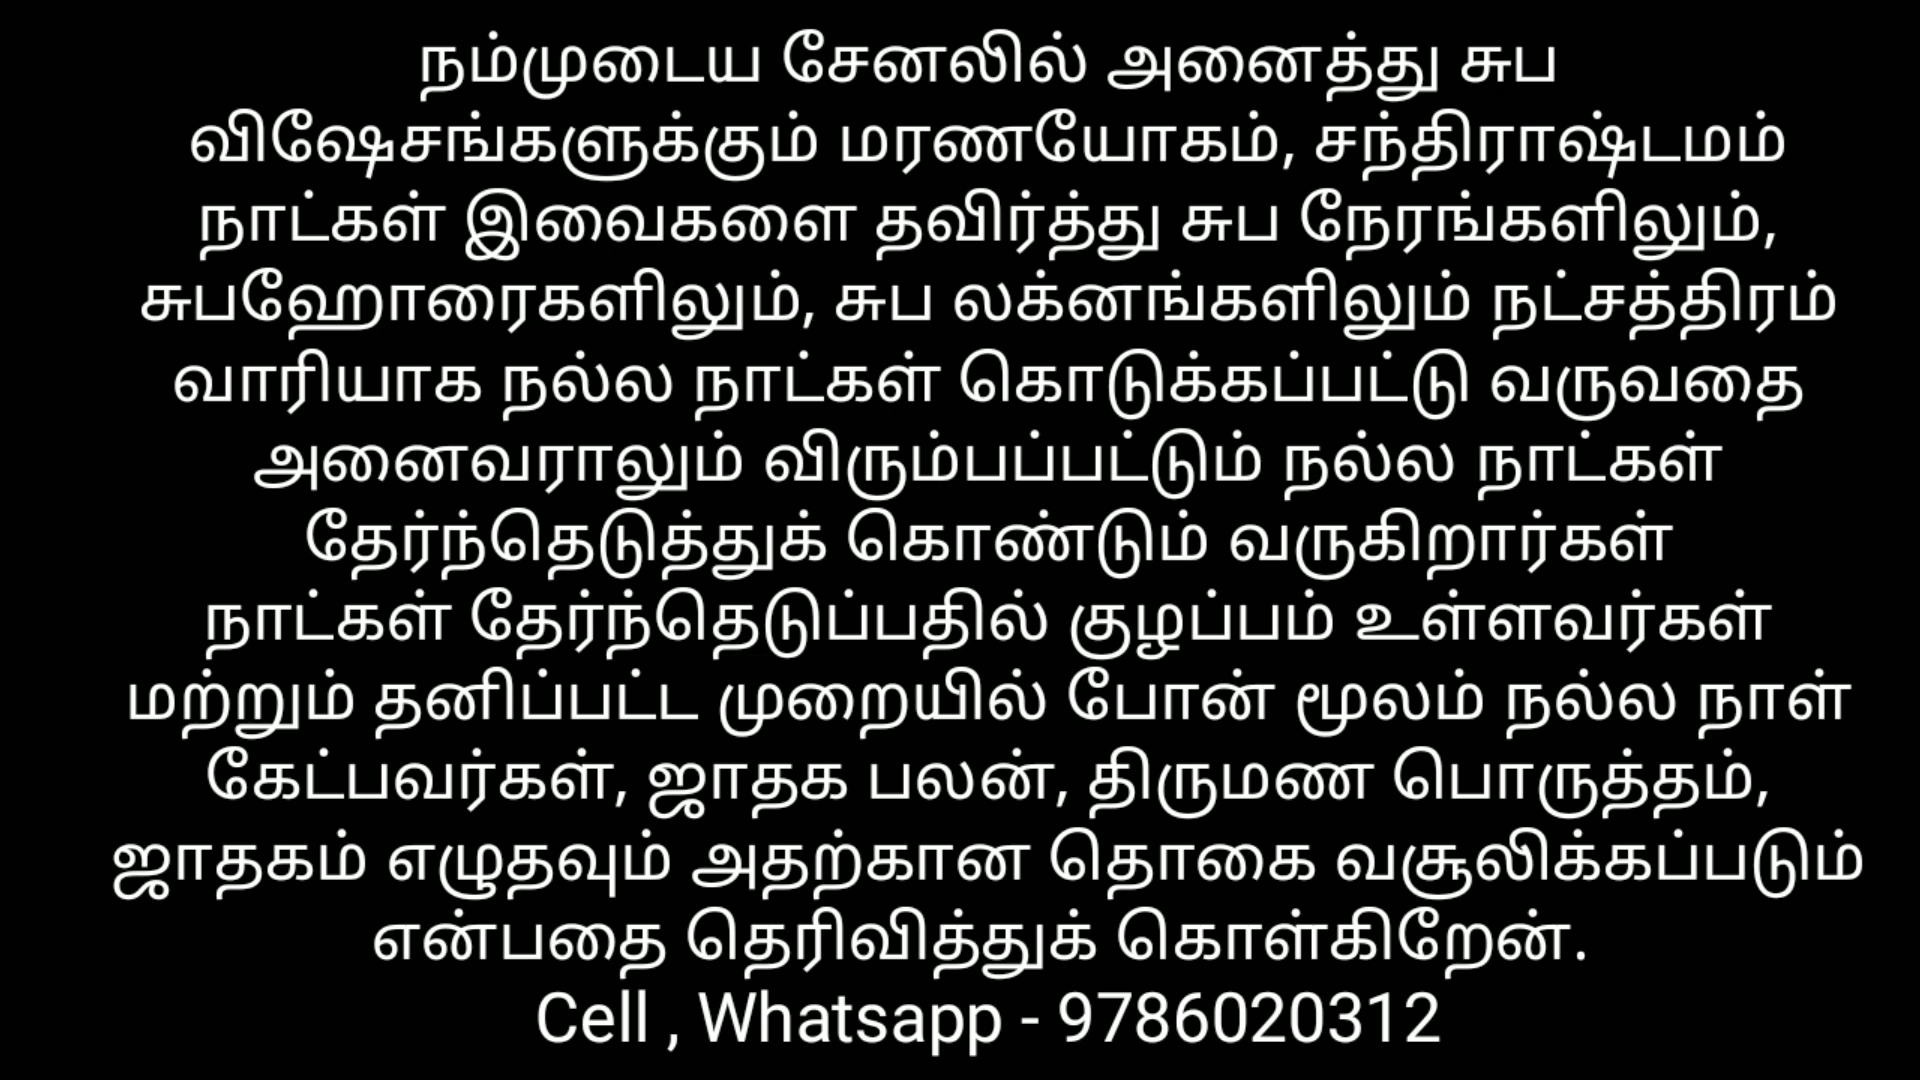 நம்முடைய சேனலில் அனைத்து சுப
விஷேசங்களுக்கும் மரணயோகம், சந்திராஷ்டமம்
நாட்கள் இவைகளை தவிர்த்து சுப நேரங்களிலும்,
சுபஹோரைகளிலும், சுப லக்னங்களிலும் நட்சத்திரம்
வாரியாக நல்ல நாட்கள் கொடுக்கப்பட்டு வருவதை
அனைவராலும் விரும்பப்பட்டும் நல்ல நாட்கள்
தேர்ந்தெடுத்துக் கொண்டும் வருகிறார்கள்
நாட்கள் தேர்ந்தெடுப்பதில் குழப்பம் உள்ளவர்கள்
மற்றும் தனிப்பட்ட முறையில் போன் மூலம் நல்ல நாள்
கேட்பவர்கள், ஜாதக பலன், திருமண பொருத்தம்,
ஜாதகம் எழுதவும் அதற்கான தொகை வசூலிக்கப்படும்
என்பதை தெரிவித்துக் கொள்கிறேன்.
Cell , Whatsapp - 9786020312